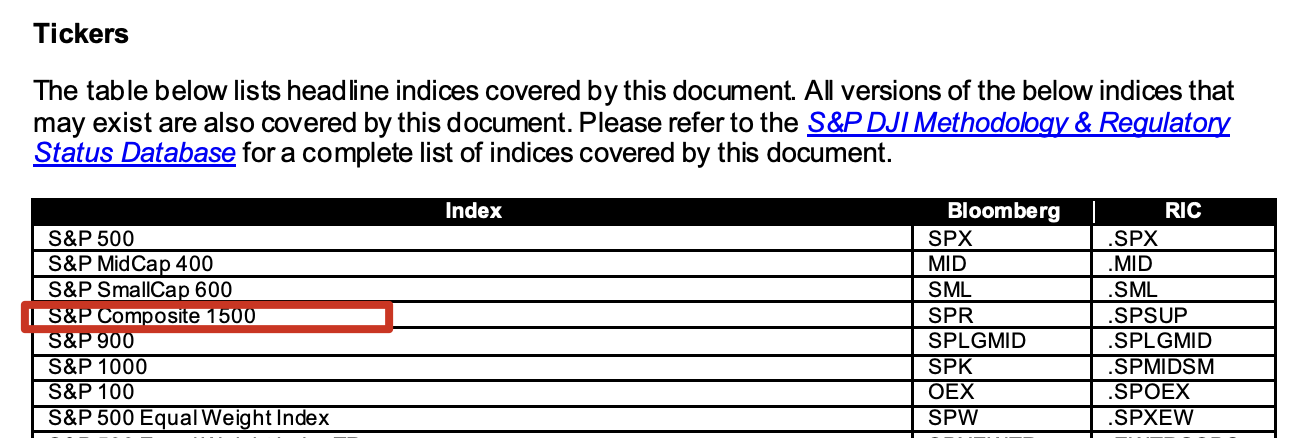 Tickers
The table below lists headline indices covered by this document. All versions of the below indices that
may exist are also covered by this document. Please refer to the S&P DJI Methodology & Regulatory
Status Database for a complete list of indices covered by this document.
Index Bloomberg RIC
S&P 500 SPX .SPX
S&P MidCap 400 MID .MID
S&P SmallCap 600 SML .SML
S&P Composite 1500 SPR .SPSUP
S&P 900 SPLGMID .SPLGMID
S&P 1000 SPK .SPMIDSM
S&P 100 OEX .SPOEX
S&P 500 Equal Weight Index SPW .SPXEW